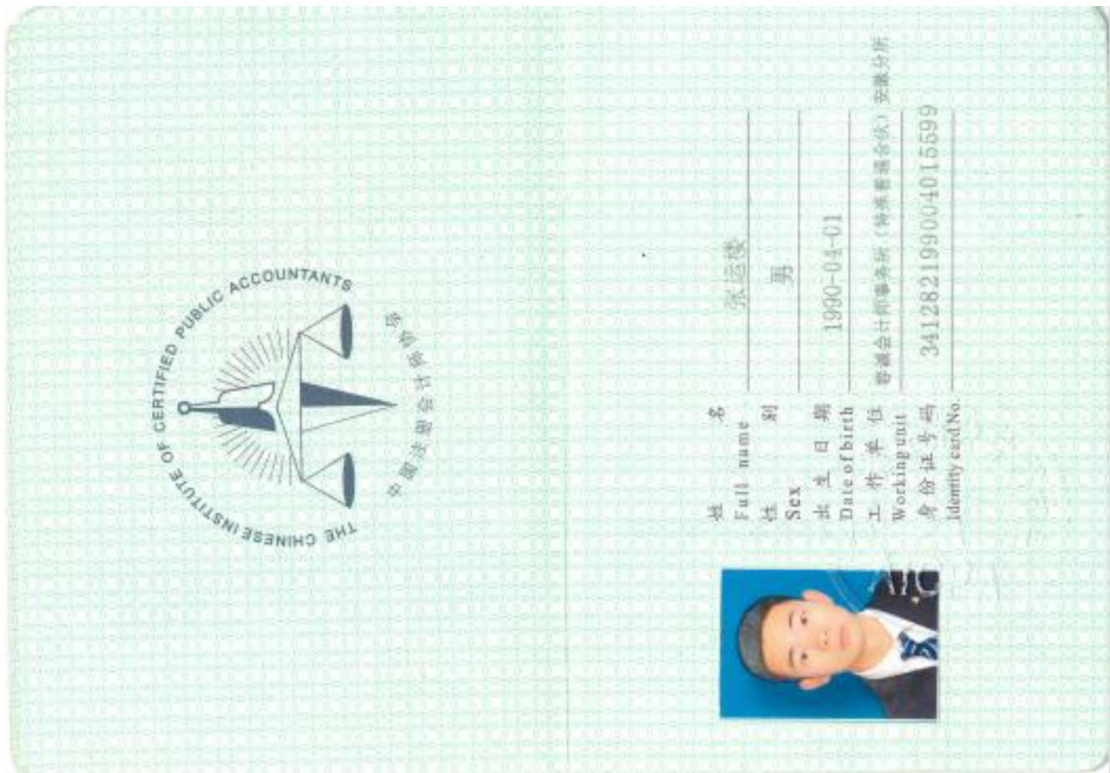 THE CHINESE INSTITUTE OF CERTIFIED PUBLIC ACCOUNTANTS
中国注册会计师协会
姓名 张运楼
Full name
性别 男
Sex
出生日期 1990-04-01
Date of birth
工作单位 容诚会计师事务所(特殊普通合伙)安徽分所
Working unit
身份证号码 341282199004015599
Identity card No.